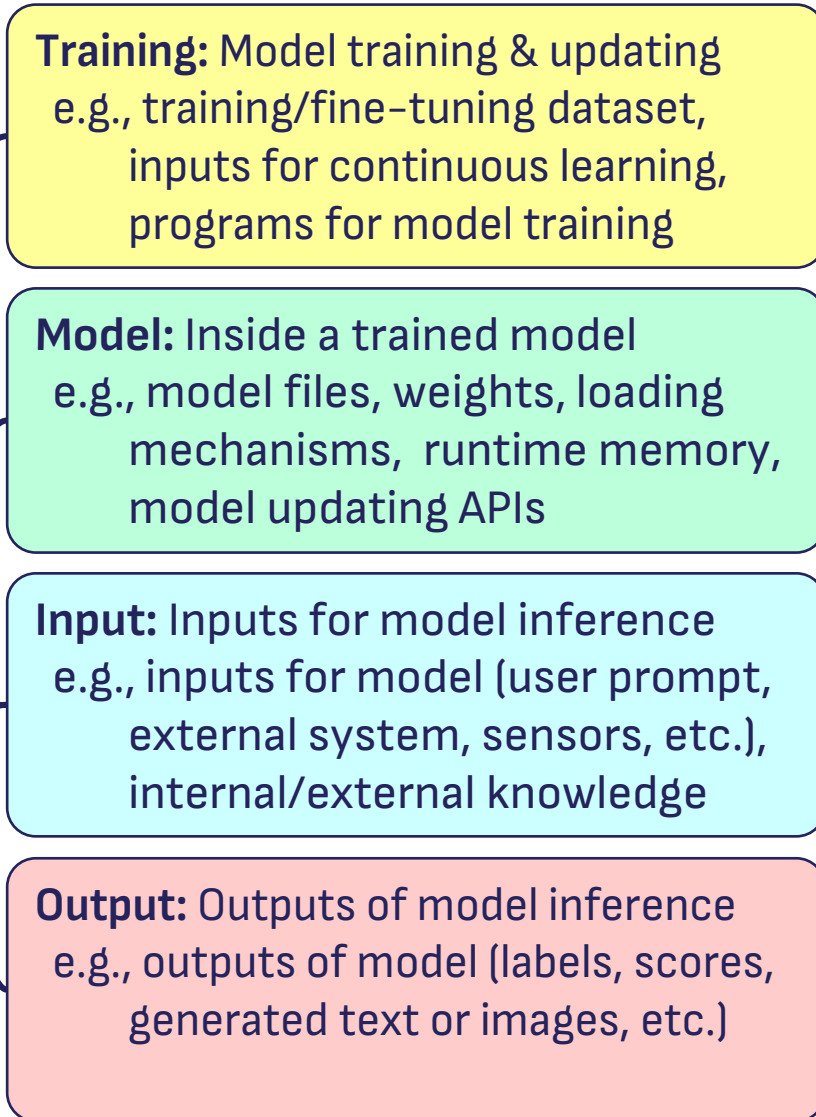 Training: Model training & updating
e.g., training/fine-tuning dataset,
inputs for continuous learning,
programs for model training
Model: Inside a trained model
e.g., model files, weights, loading
mechanisms, runtime memory,
model updating APIs
Input: Inputs for model inference
e.g., inputs for model (user prompt,
external system, sensors, etc.),
internal/external knowledge
Output: Outputs of model inference
e.g., outputs of model (labels, scores,
generated text or images, etc.)